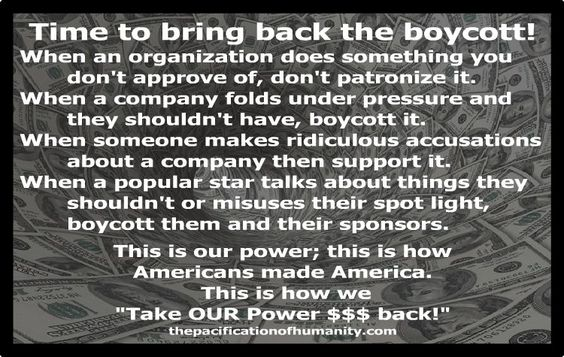 Time to bring back the boycott!
When an organization does something you
don't approve of, don't patronize it.
When a company folds under pressure and
they shouldn't have, boycott it.
When someone makes ridiculous accusations
about a company then support it.
When a popular star talks about things they
shouldn't or misuses their spot light,
boycott them and their sponsors.
This is our power; this is how
Americans made America.
This is how we
"Take OUR Power $$$ back!"
thepacificationofhumanity.com